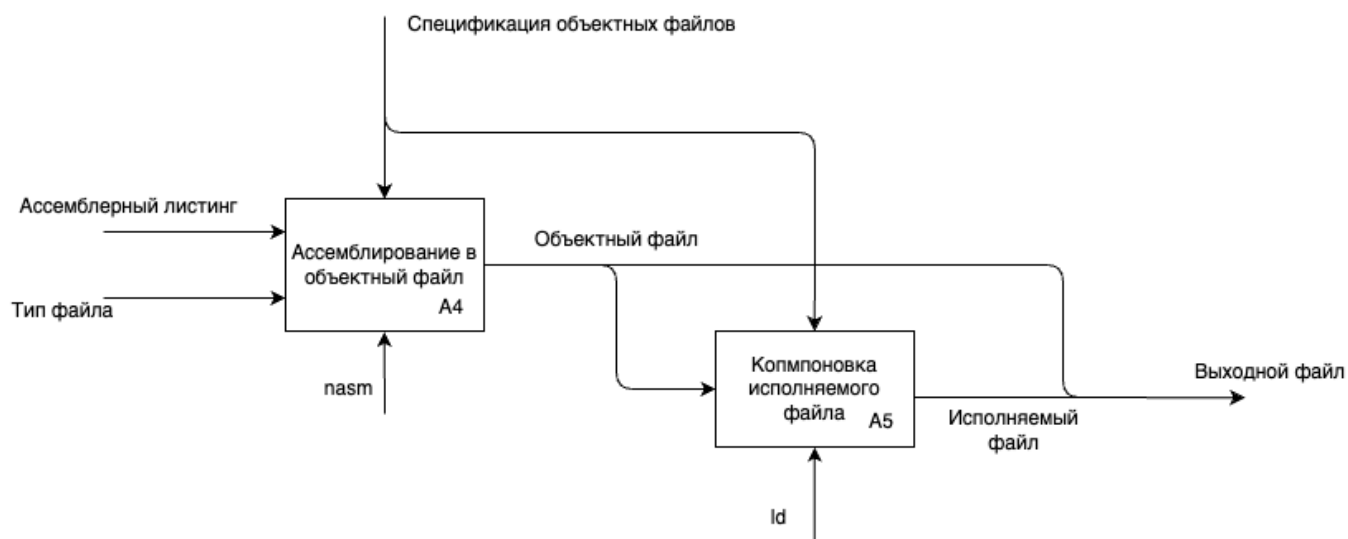 Спецификация объектных файлов
Ассемблерный листинг
Ассемблирование в
объектный файл
A4
Объектный файл
Тип файла
nasm
Копмпоновка
исполняемого
файла
A5
Выходной файл
Исполняемый
файл
ld